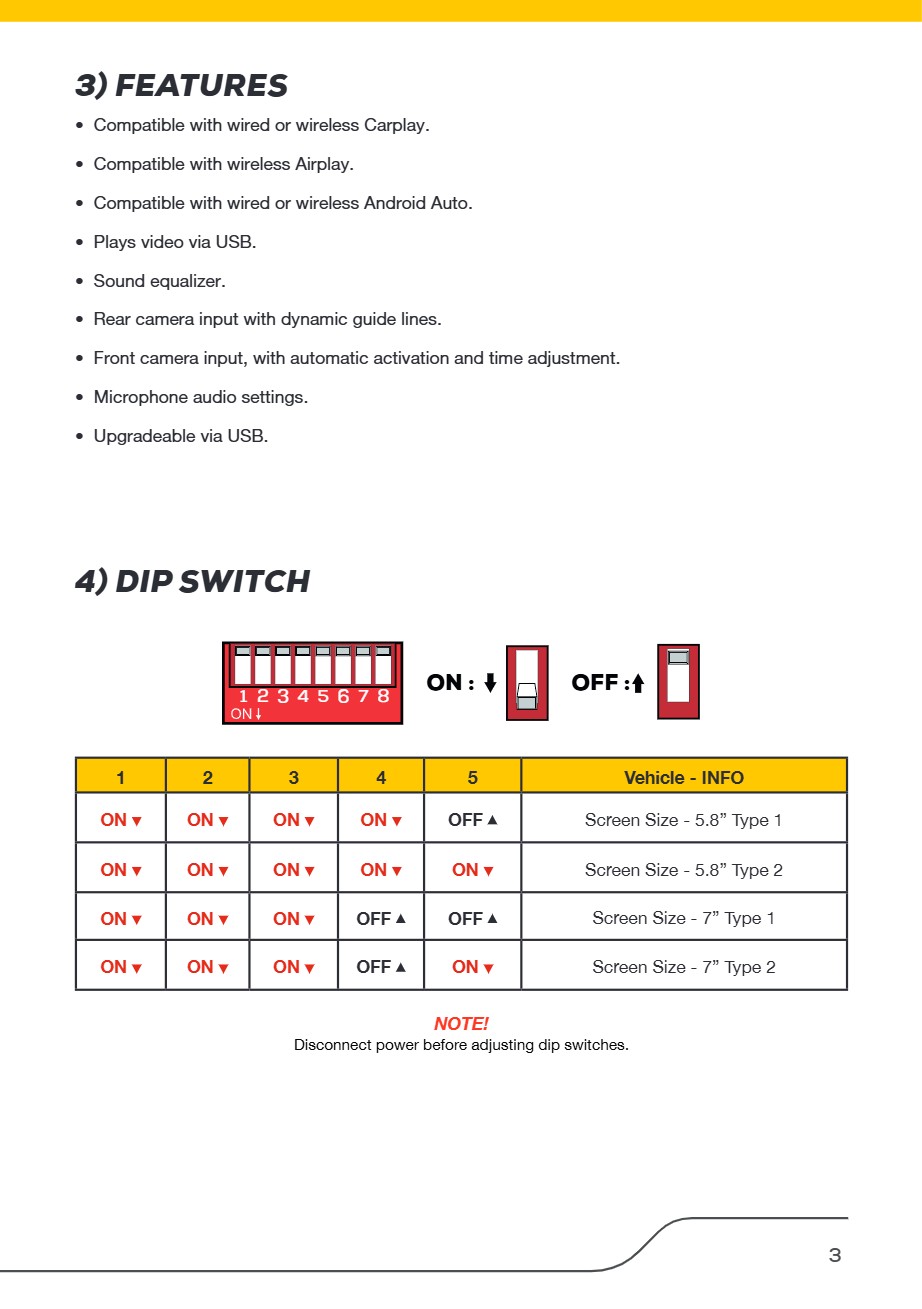 3) FEATURES
• Compatible with wired or wireless Carplay.
• Compatible with wireless Airplay.
• Compatible with wired or wireless Android Auto.
• Plays video via USB.
• Sound equalizer.
• Rear camera input with dynamic guide lines.
• Front camera input, with automatic activation and time adjustment.
• Microphone audio settings.
• Upgradeable via USB.
4) DIP SWITCH
1 2 3 4 5 6 7 8
ON↓
ON : ⬇ OFF :⬆
1 2 3 4 5 Vehicle - INFO
ON ▼ ON ▼ ON ▼ ON ▼ OFF ▲ Screen Size - 5.8” Type 1
ON ▼ ON ▼ ON ▼ ON ▼ ON ▼ Screen Size - 5.8” Type 2
ON ▼ ON ▼ ON ▼ OFF ▲ OFF ▲ Screen Size - 7” Type 1
ON ▼ ON ▼ ON ▼ OFF ▲ ON ▼ Screen Size - 7” Type 2
NOTE!
Disconnect power before adjusting dip switches.
3